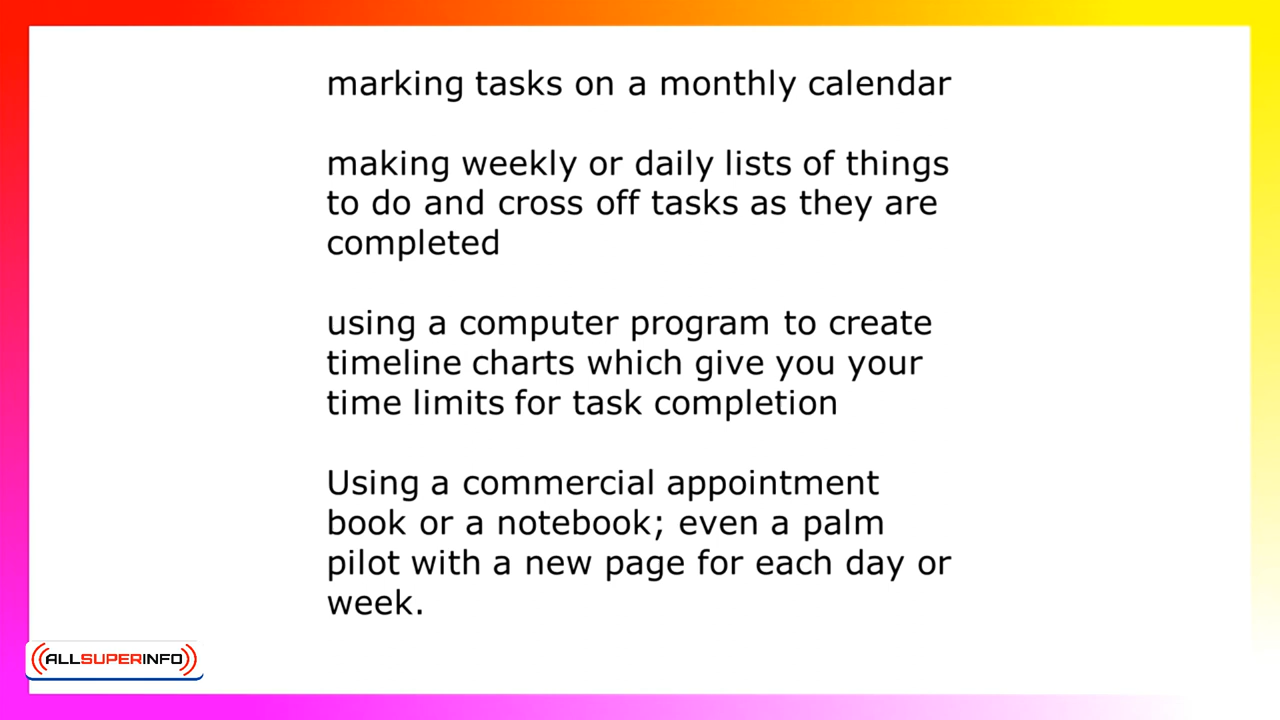 marking tasks on a monthly calendar
making weekly or daily lists of things
to do and cross off tasks as they are
completed
using a computer program to create
timeline charts which give you your
time limits for task completion
Using a commercial appointment
book or a notebook; even a palm
pilot with a new page for each day or
week.
ALLSUPERINFO